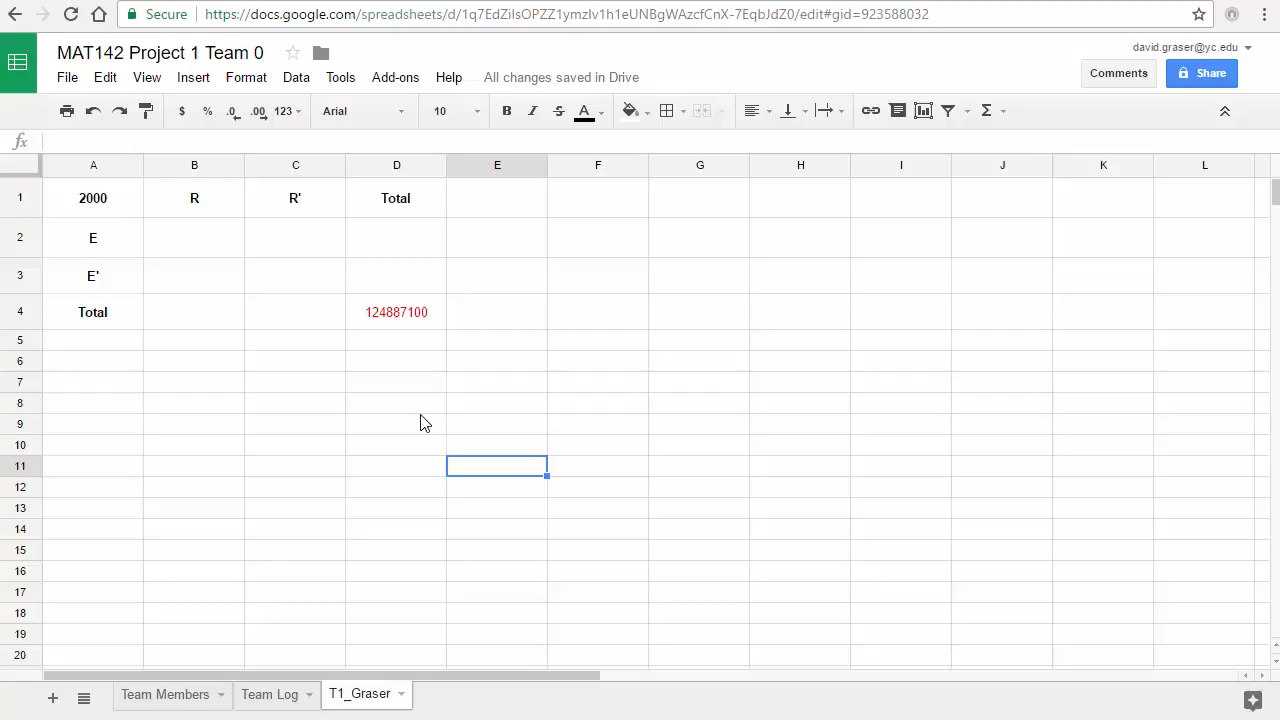 Secure https://docs.google.com/spreadsheets/d/1q7EdZiIsOPZZ1ymzIv1h1eUNBgWAzcfCnX-7EqbJdZ0/edit#gid=923588032
MAT142 Project 1 Team 0
david.graser@yc.edu
File Edit View Insert Format Data Tools Add-ons Help All changes saved in Drive
Comments Share
$ % .0 .00 123 Arial 10 B I S A Σ
fx
A B C D E F G H I J K L
1 2000 R R' Total
2 E
3 E'
4 Total 124887100
5
6
7
8
9
10
11
12
13
14
15
16
17
18
19
20
+ Team Members Team Log T1_Graser